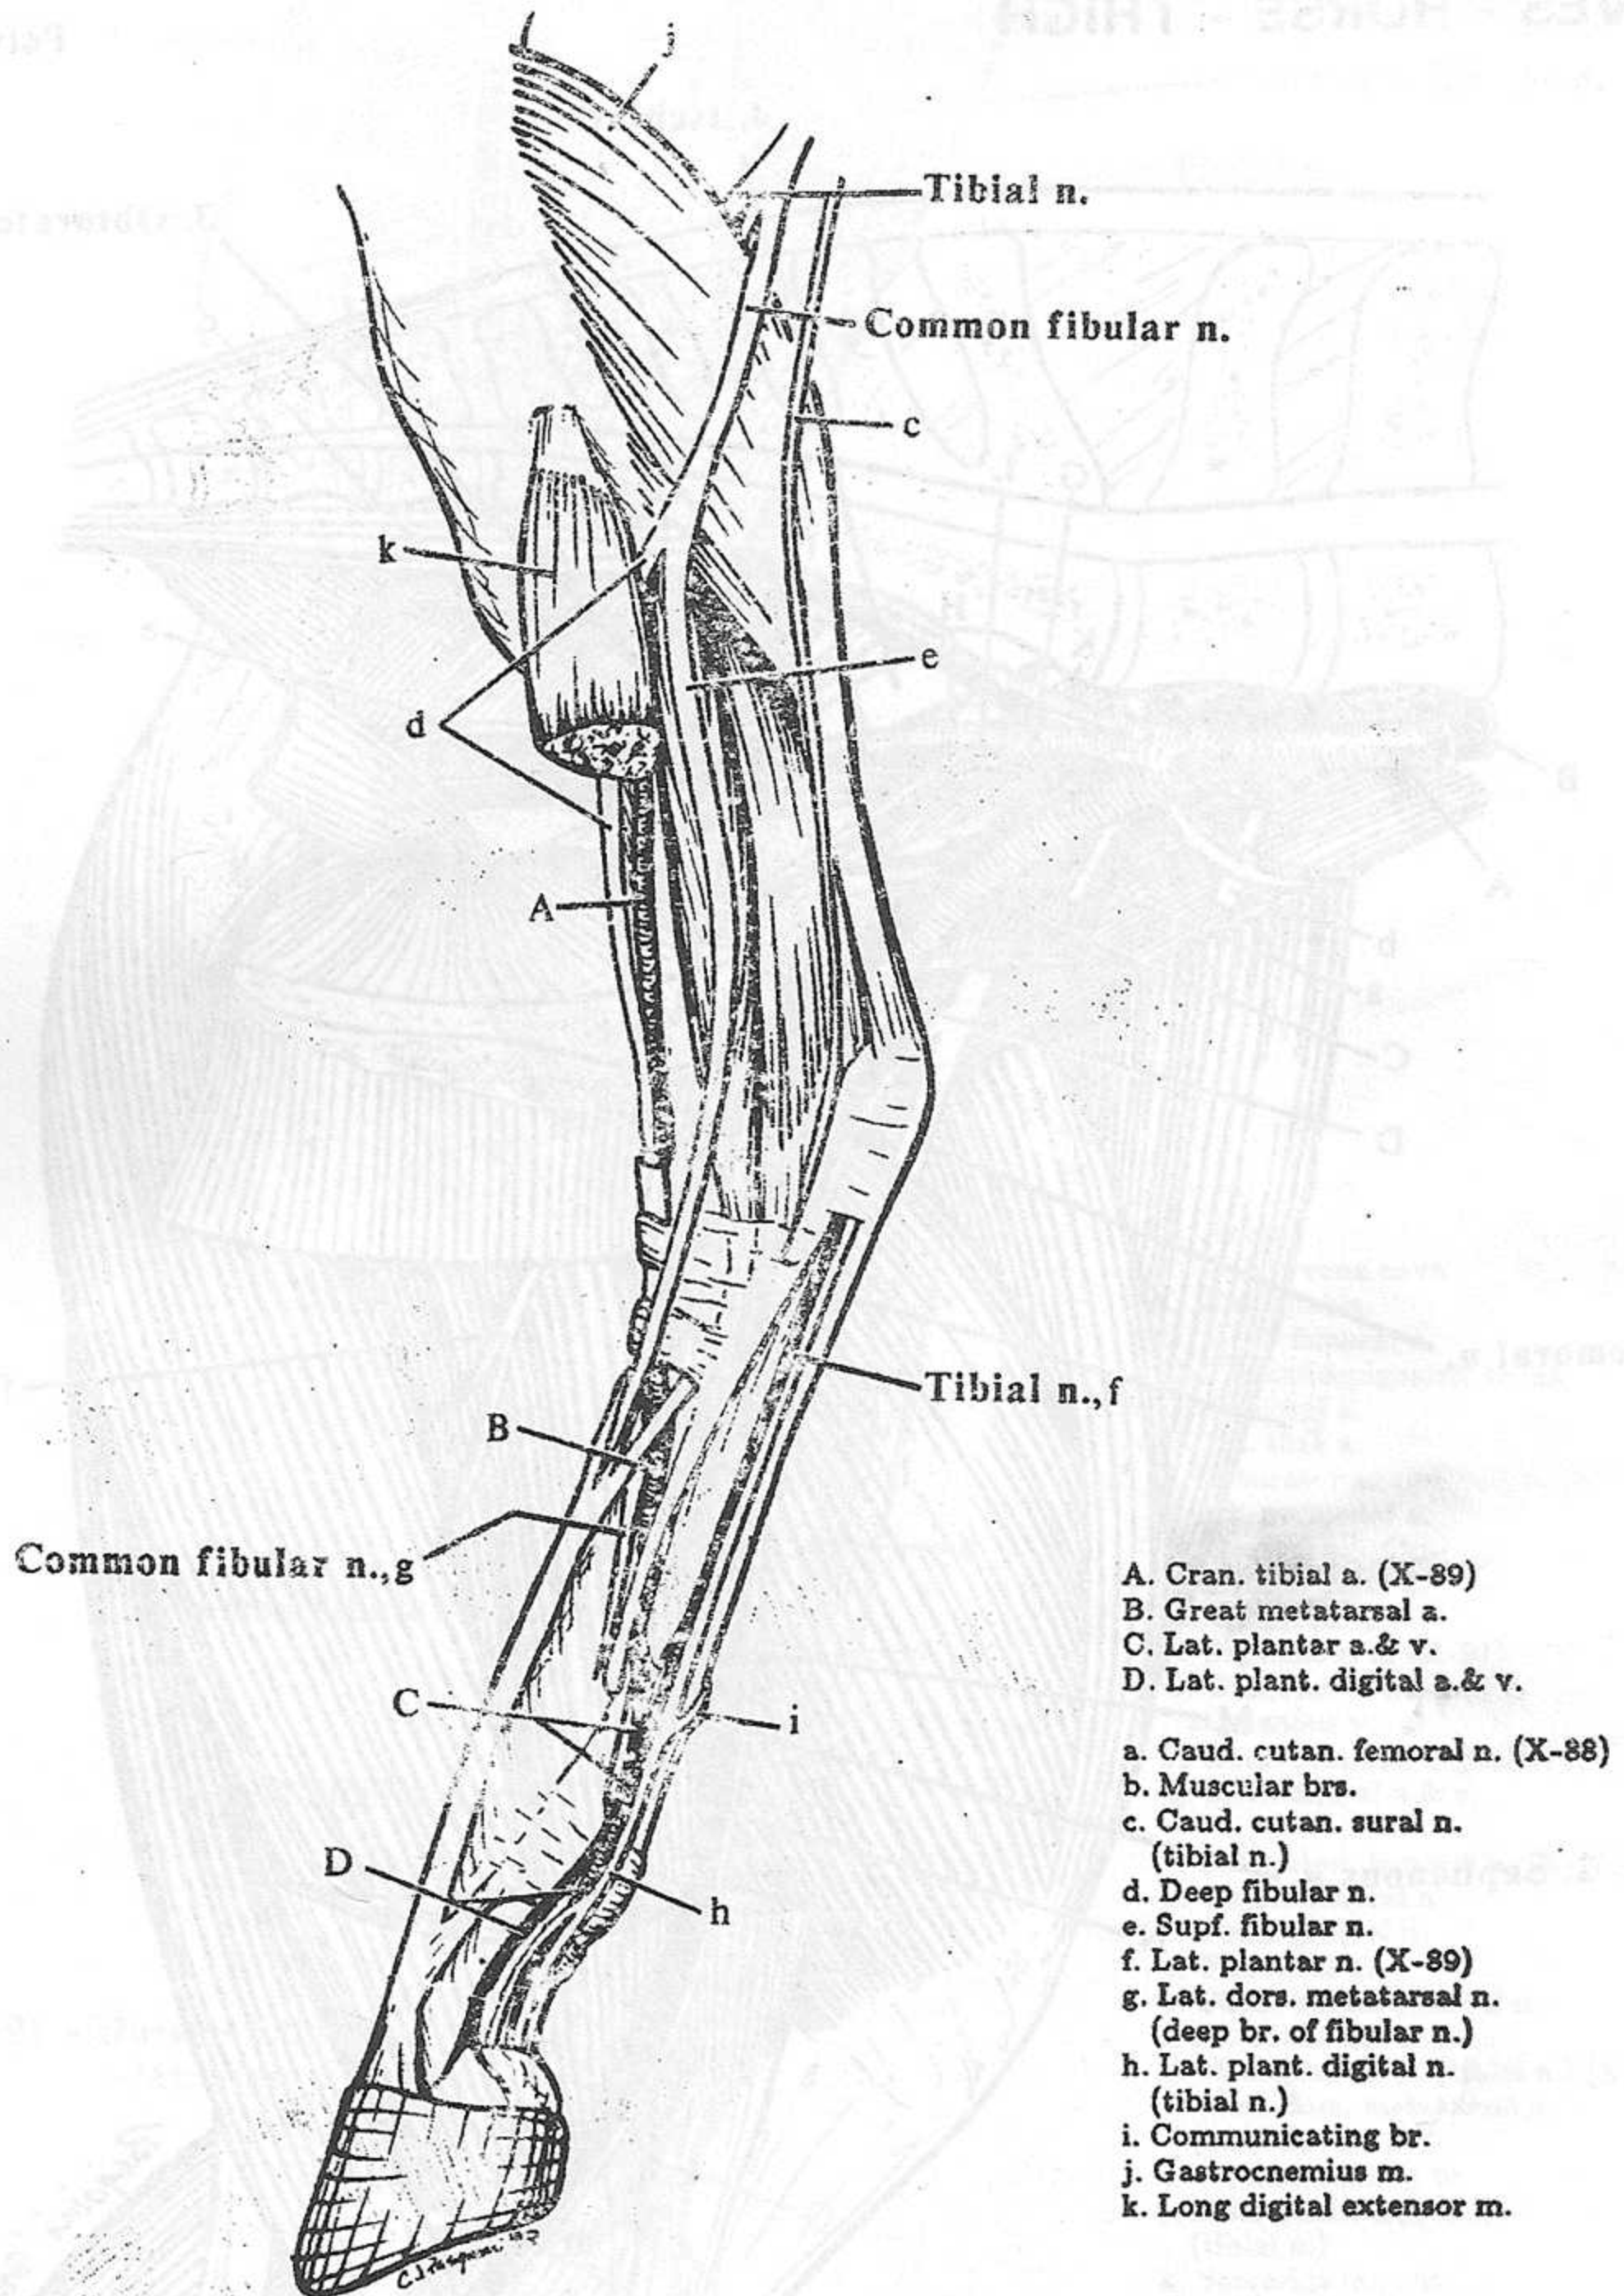 j
Tibial n.
Common fibular n.
c
k
e
d
A
Tibial n., f
B
Common fibular n., g
C
i
D
h
A. Cran. tibial a. (X-89)
B. Great metatarsal a.
C. Lat. plantar a.& v.
D. Lat. plant. digital a.& v.
a. Caud. cutan. femoral n. (X-88)
b. Muscular brs.
c. Caud. cutan. sural n.
(tibial n.)
d. Deep fibular n.
e. Supf. fibular n.
f. Lat. plantar n. (X-89)
g. Lat. dors. metatarsal n.
(deep br. of fibular n.)
h. Lat. plant. digital n.
(tibial n.)
i. Communicating br.
j. Gastrocnemius m.
k. Long digital extensor m.